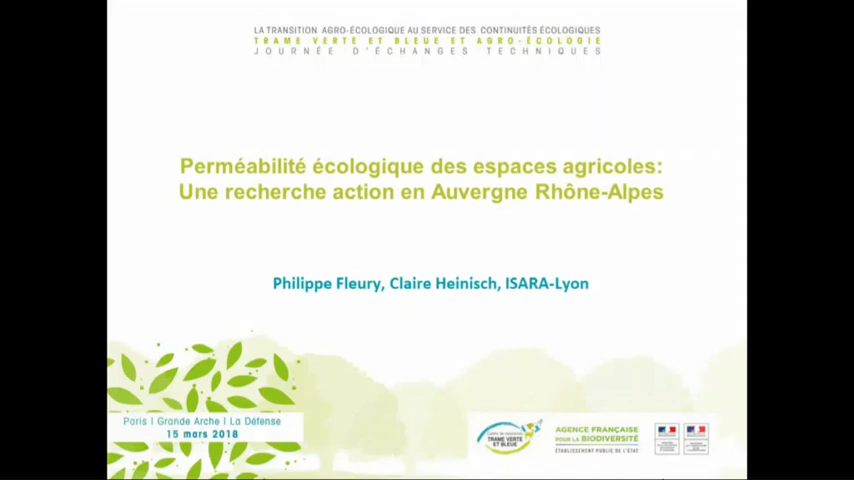 LA TRANSITION AGRO-ÉCOLOGIQUE AU SERVICE DES CONTINUITÉS ÉCOLOGIQUES
TRAME VERTE ET BLEUE ET AGRO-ÉCOLOGIE
JOURNÉE D'ÉCHANGES TECHNIQUES
Perméabilité écologique des espaces agricoles:
Une recherche action en Auvergne Rhône-Alpes
Philippe Fleury, Claire Heinisch, ISARA-Lyon
Paris | Grande Arche | La Défense
15 mars 2018
TRAME VERTE
ET BLEUE
AGENCE FRANÇAISE
POUR LA BIODIVERSITÉ
ÉTABLISSEMENT PUBLIC DE L'ÉTAT